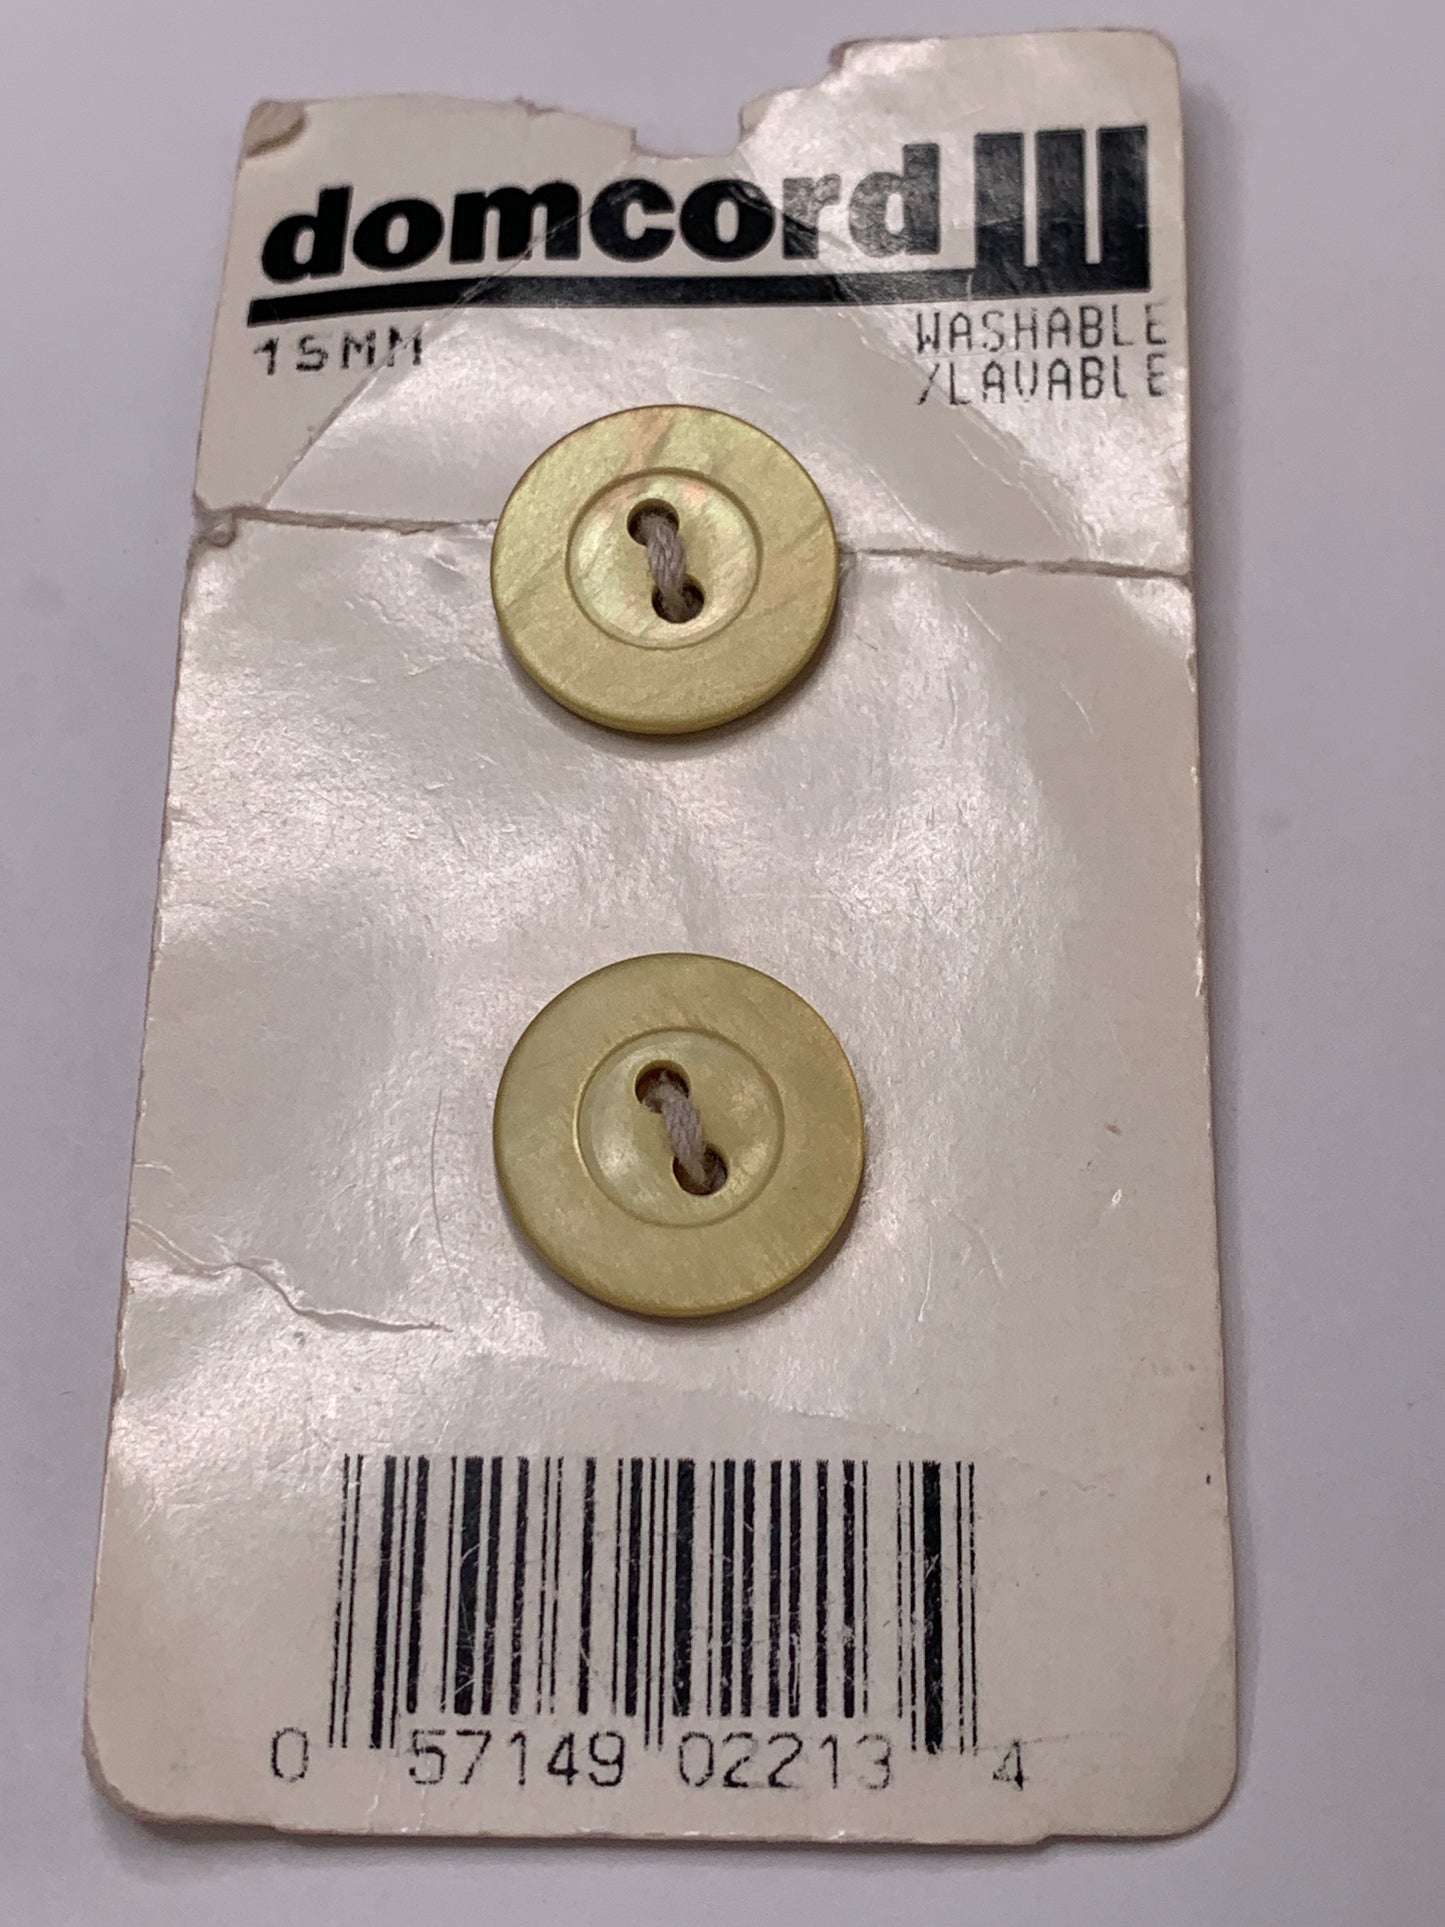 domcord
15MM
WASHABLE
/LAVABLE
0 57149 02213 4